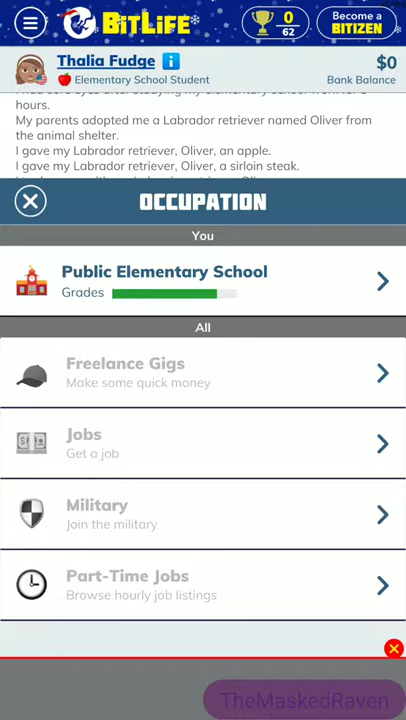 BitLife
0
62
Become a
BITIZEN
Thalia Fudge
$0
Elementary School Student
Bank Balance
hours.
My parents adopted me a Labrador retriever named Oliver from
the animal shelter.
I gave my Labrador retriever, Oliver, an apple.
I gave my Labrador retriever, Oliver, a sirloin steak.
OCCUPATION
You
Public Elementary School
Grades
All
Freelance Gigs
Make some quick money
Jobs
Get a job
Military
Join the military
Part-Time Jobs
Browse hourly job listings
TheMaskedRaven